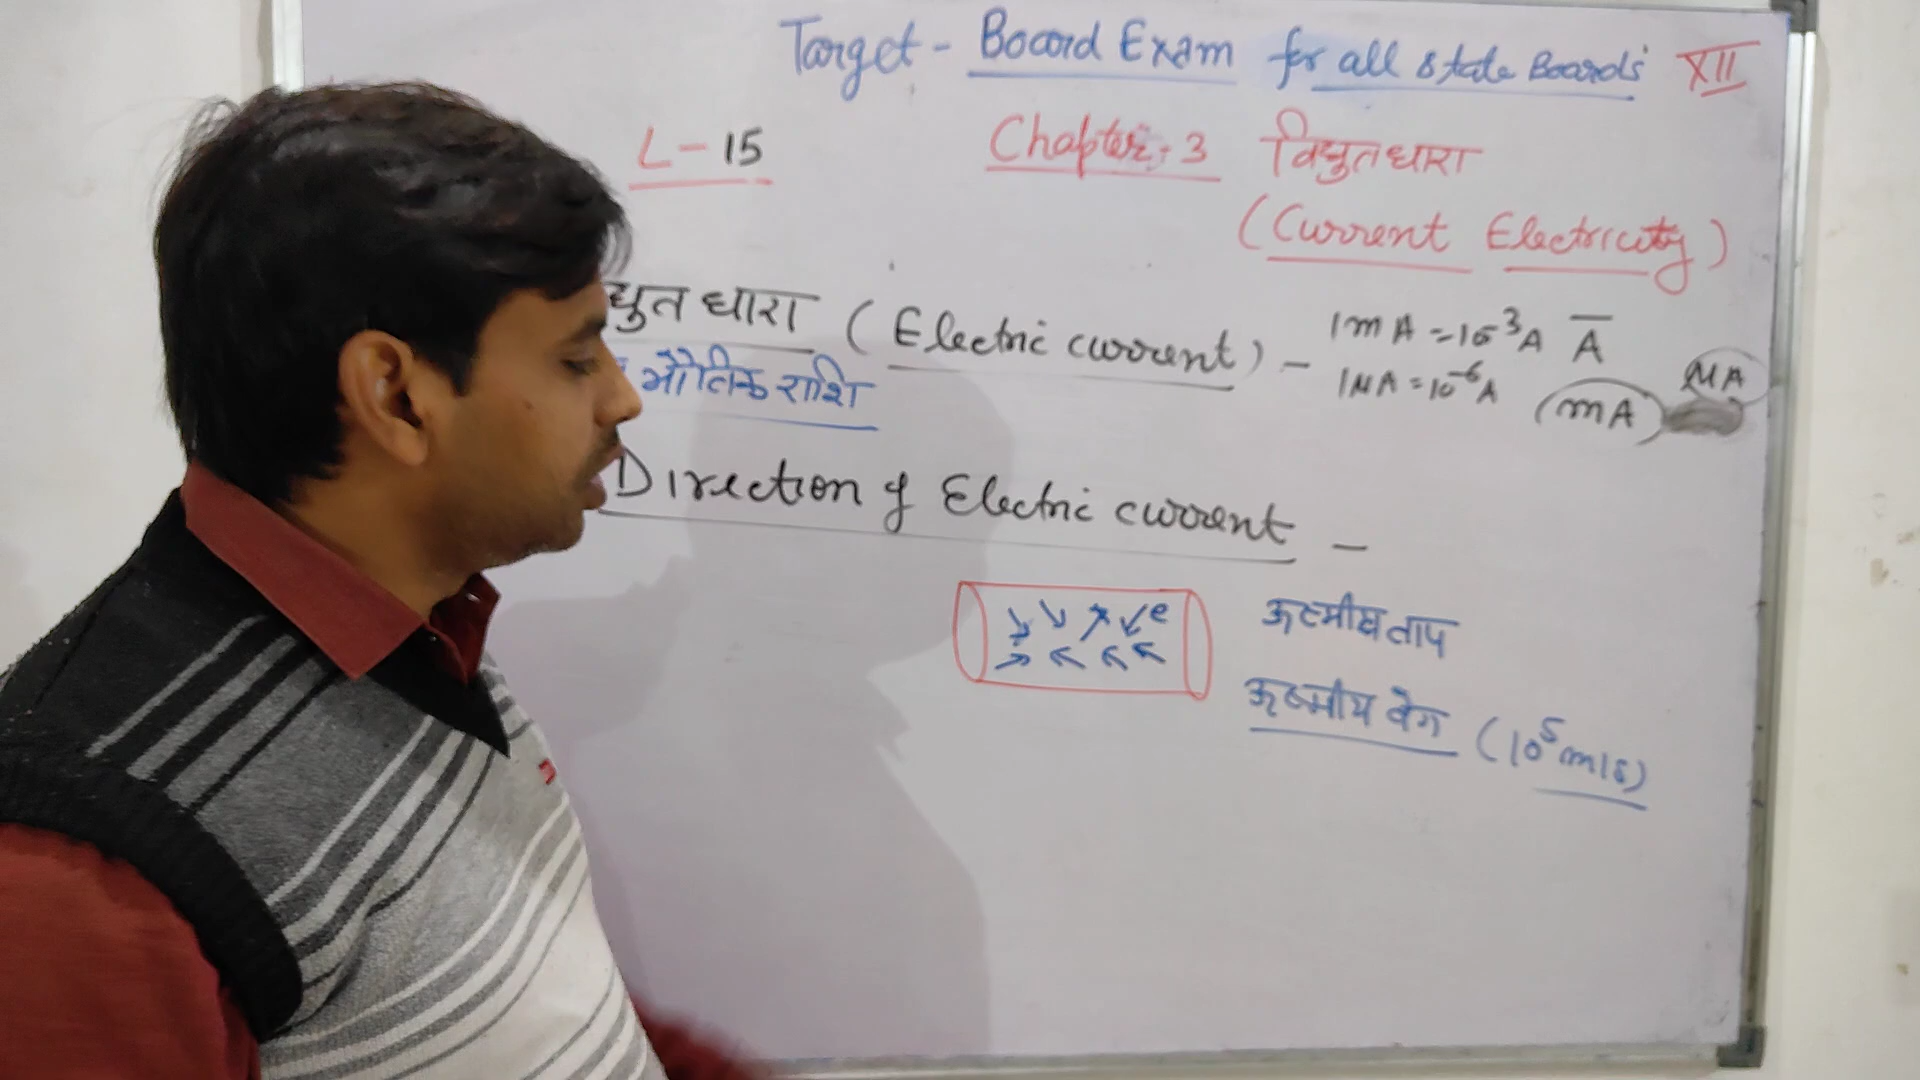 Target - Board Exam for all state Boards XII
L - 15
Chapter: 3 विधुत धारा
(Current Electricity)
धुत धारा (Electric current) -
1mA = 10⁻³A A
1μA = 10⁻⁶A (mA) μA
भौतिक राशि
Direction of Electric current -
e
ऊष्मीय ताप
ऊष्मीय वेग (10⁵ m/s)